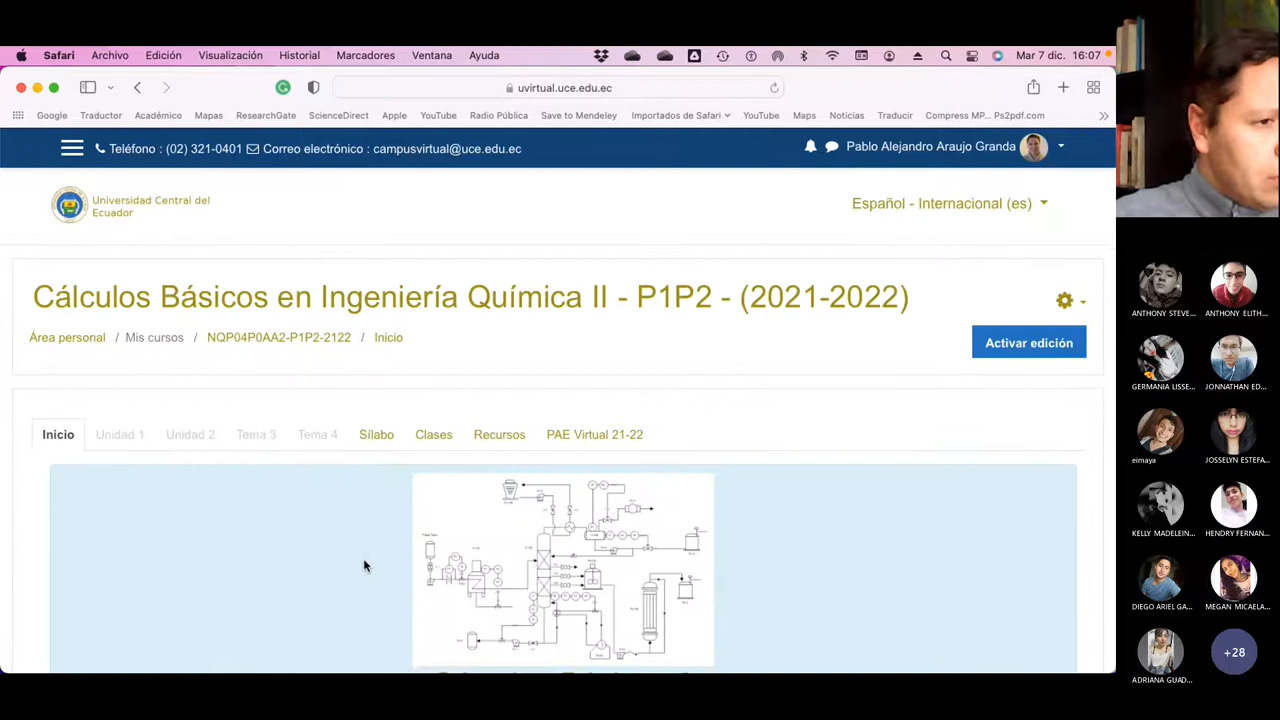 Safari Archivo Edición Visualización Historial Marcadores Ventana Ayuda Mar 7 dic. 16:07
uvirtual.uce.edu.ec
Google Traductor Académico Mapas ResearchGate ScienceDirect Apple YouTube Radio Pública Save to Mendeley Importados de Safari YouTube Maps Noticias Traducir Compress MP... Ps2pdf.com
Teléfono : (02) 321-0401 Correo electrónico : campusvirtual@uce.edu.ec Pablo Alejandro Araujo Granda
Universidad Central del
Ecuador
Español - Internacional (es)
Cálculos Básicos en Ingeniería Química II - P1P2 - (2021-2022)
Área personal / Mis cursos / NQP04P0AA2-P1P2-2122 / Inicio
Activar edición
Inicio Unidad 1 Unidad 2 Tema 3 Tema 4 Sílabo Clases Recursos PAE Virtual 21-22
ANTHONY STEVE... ANTHONY ELITH...
GERMANIA LISSE... JONNATHAN ED...
eimaya JOSSELYN ESTEFA...
KELLY MADELEIN... HENDRY FERNAN...
DIEGO ARIEL GA... MEGAN MICAELA...
ADRIANA GUAD... +28